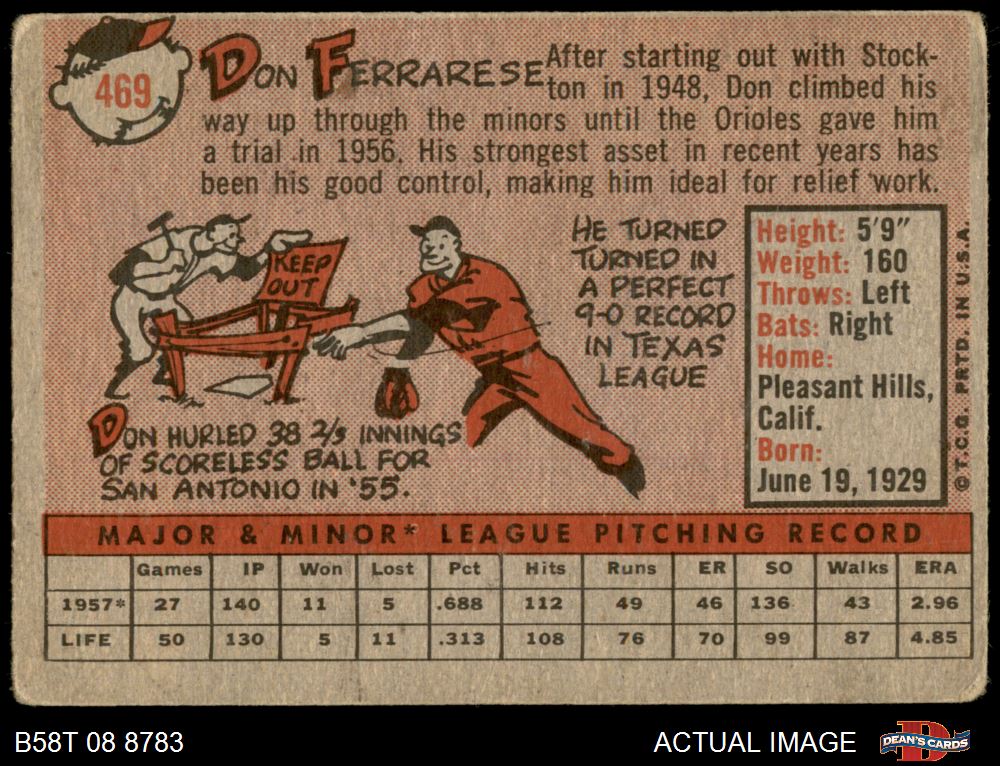 469
DON FERRARESE
After starting out with Stock-
ton in 1948, Don climbed his
way up through the minors until the Orioles gave him
a trial in 1956. His strongest asset in recent years has
been his good control, making him ideal for relief work.
KEEP
OUT
HE TURNED
TURNED IN
A PERFECT
9-0 RECORD
IN TEXAS
LEAGUE
DON HURLED 38 2/3 INNINGS
OF SCORELESS BALL FOR
SAN ANTONIO IN '55.
Height: 5'9"
Weight: 160
Throws: Left
Bats: Right
Home:
Pleasant Hills,
Calif.
Born:
June 19, 1929
© T.C.G. PRTD. IN U.S.A.
MAJOR & MINOR* LEAGUE PITCHING RECORD
Games IP Won Lost Pct Hits Runs ER SO Walks ERA
1957* 27 140 11 5 .688 112 49 46 136 43 2.96
LIFE 50 130 5 11 .313 108 76 70 99 87 4.85
B58T 08 8783
ACTUAL IMAGE
D
DEAN'S CARDS